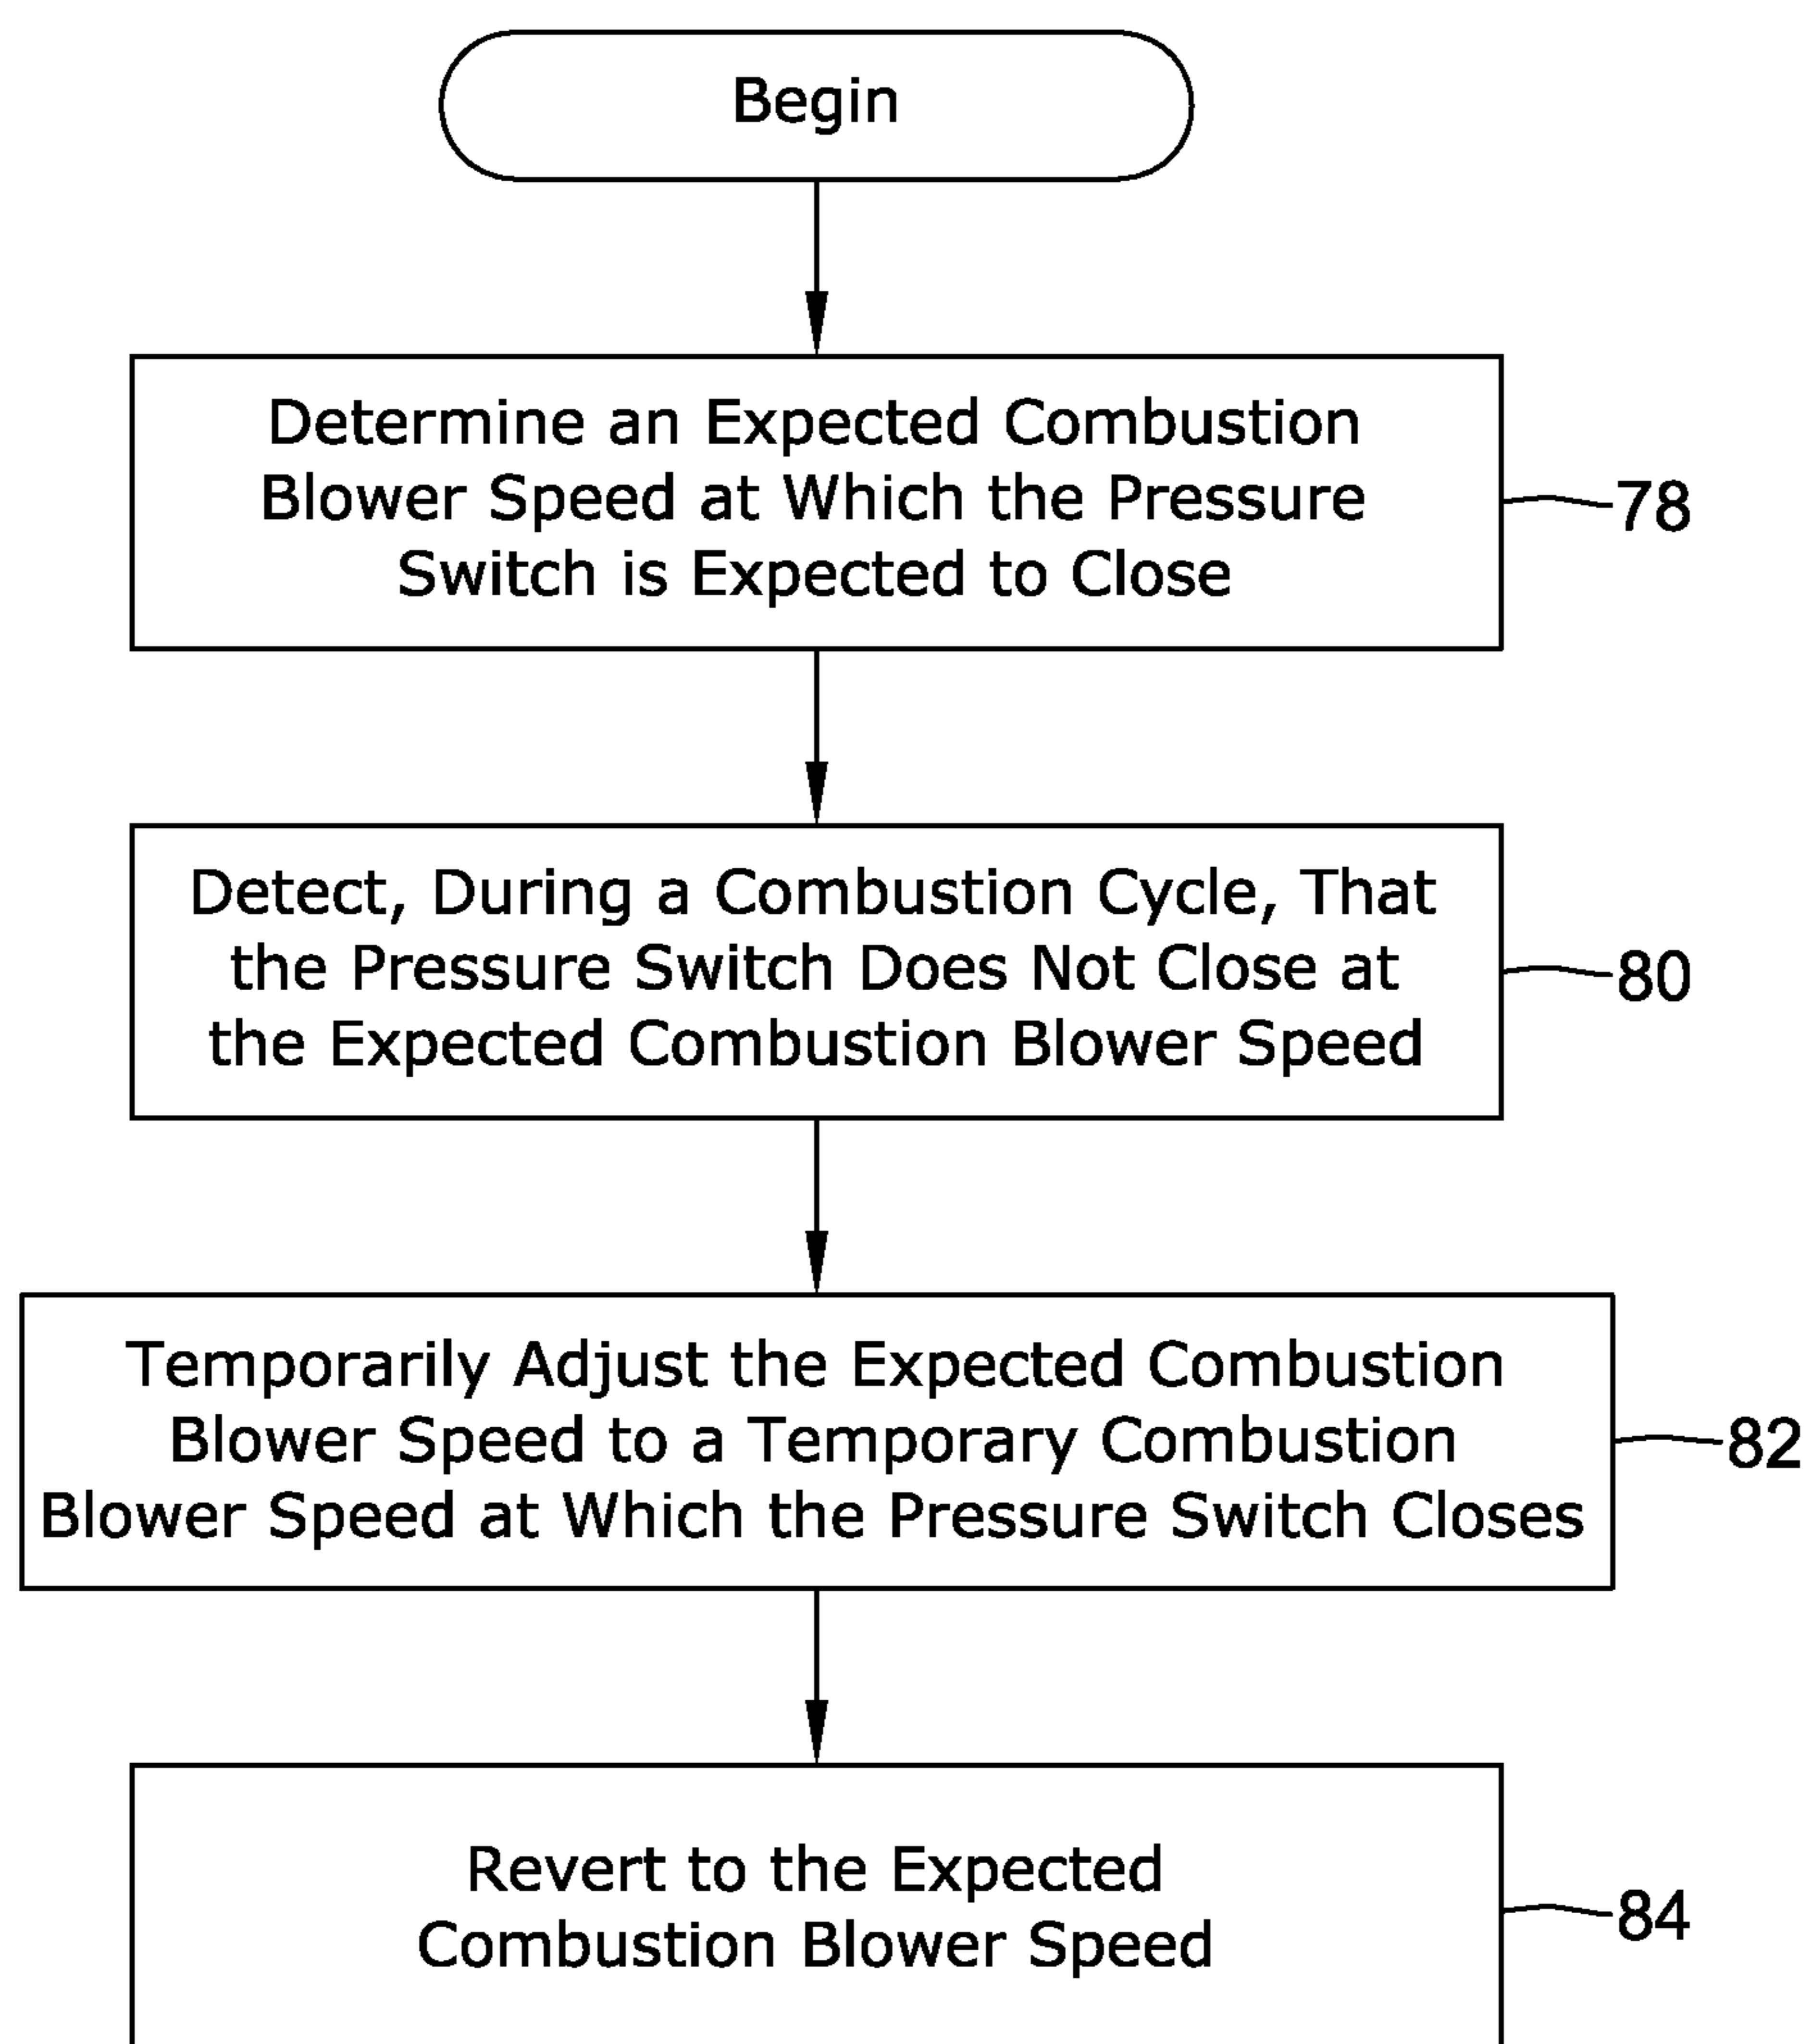 Begin
Determine an Expected Combustion
Blower Speed at Which the Pressure
Switch is Expected to Close
78
Detect, During a Combustion Cycle, That
the Pressure Switch Does Not Close at
the Expected Combustion Blower Speed
80
Temporarily Adjust the Expected Combustion
Blower Speed to a Temporary Combustion
Blower Speed at Which the Pressure Switch Closes
82
Revert to the Expected
Combustion Blower Speed
84